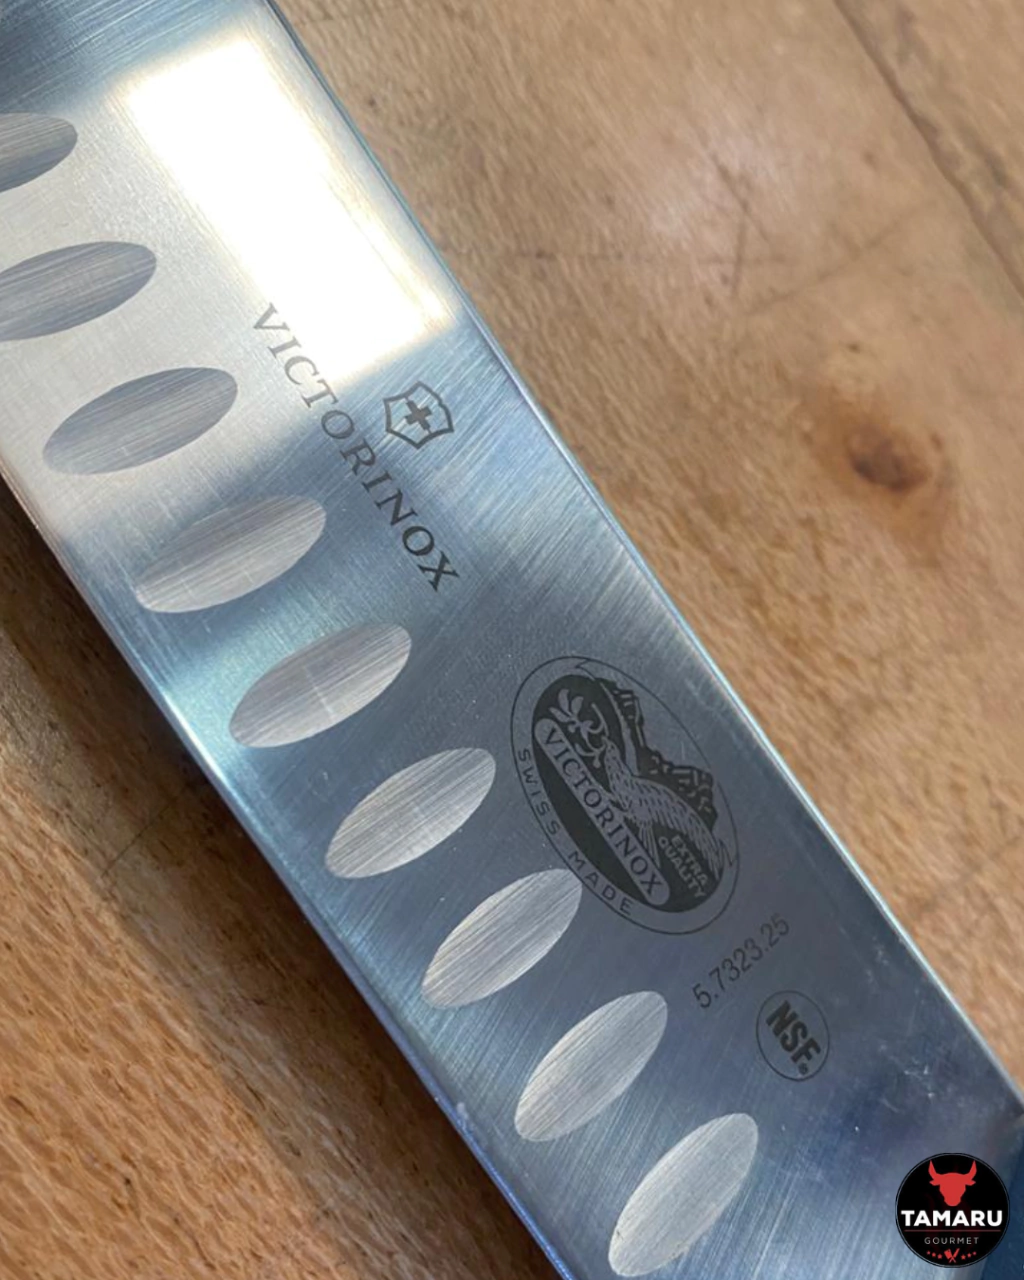 VICTORINOX
VICTORINOX
EXTRA
QUALITY
SWISS MADE
5.7323.25
NSF®
TAMARU
GOURMET